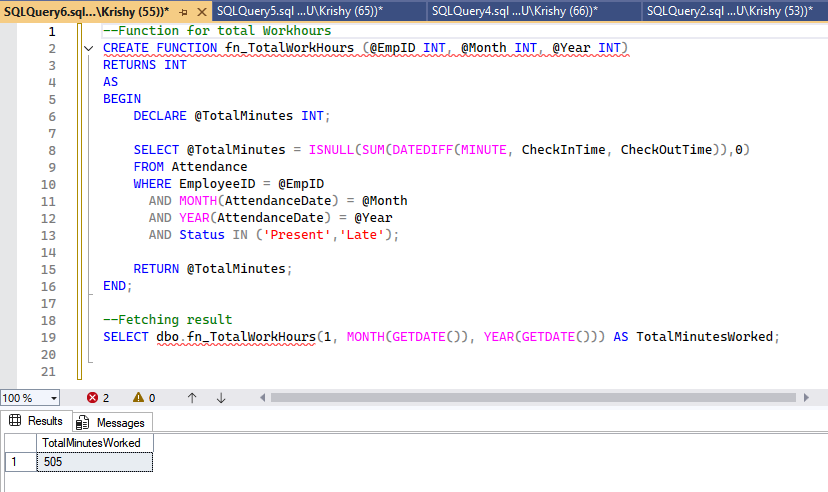 SQLQuery6.sql...\Krishy (55))* SQLQuery5.sql ...U\Krishy (65))* SQLQuery4.sql ...U\Krishy (66))* SQLQuery2.sql ...U\Krishy (53))*
1 --Function for total Workhours
2 CREATE FUNCTION fn_TotalWorkHours (@EmpID INT, @Month INT, @Year INT)
3 RETURNS INT
4 AS
5 BEGIN
6 DECLARE @TotalMinutes INT;
7
8 SELECT @TotalMinutes = ISNULL(SUM(DATEDIFF(MINUTE, CheckInTime, CheckOutTime)),0)
9 FROM Attendance
10 WHERE EmployeeID = @EmpID
11 AND MONTH(AttendanceDate) = @Month
12 AND YEAR(AttendanceDate) = @Year
13 AND Status IN ('Present','Late');
14
15 RETURN @TotalMinutes;
16 END;
17
18 --Fetching result
19 SELECT dbo.fn_TotalWorkHours(1, MONTH(GETDATE()), YEAR(GETDATE())) AS TotalMinutesWorked;
20
21
100 % 2 0
Results Messages
TotalMinutesWorked
1 505